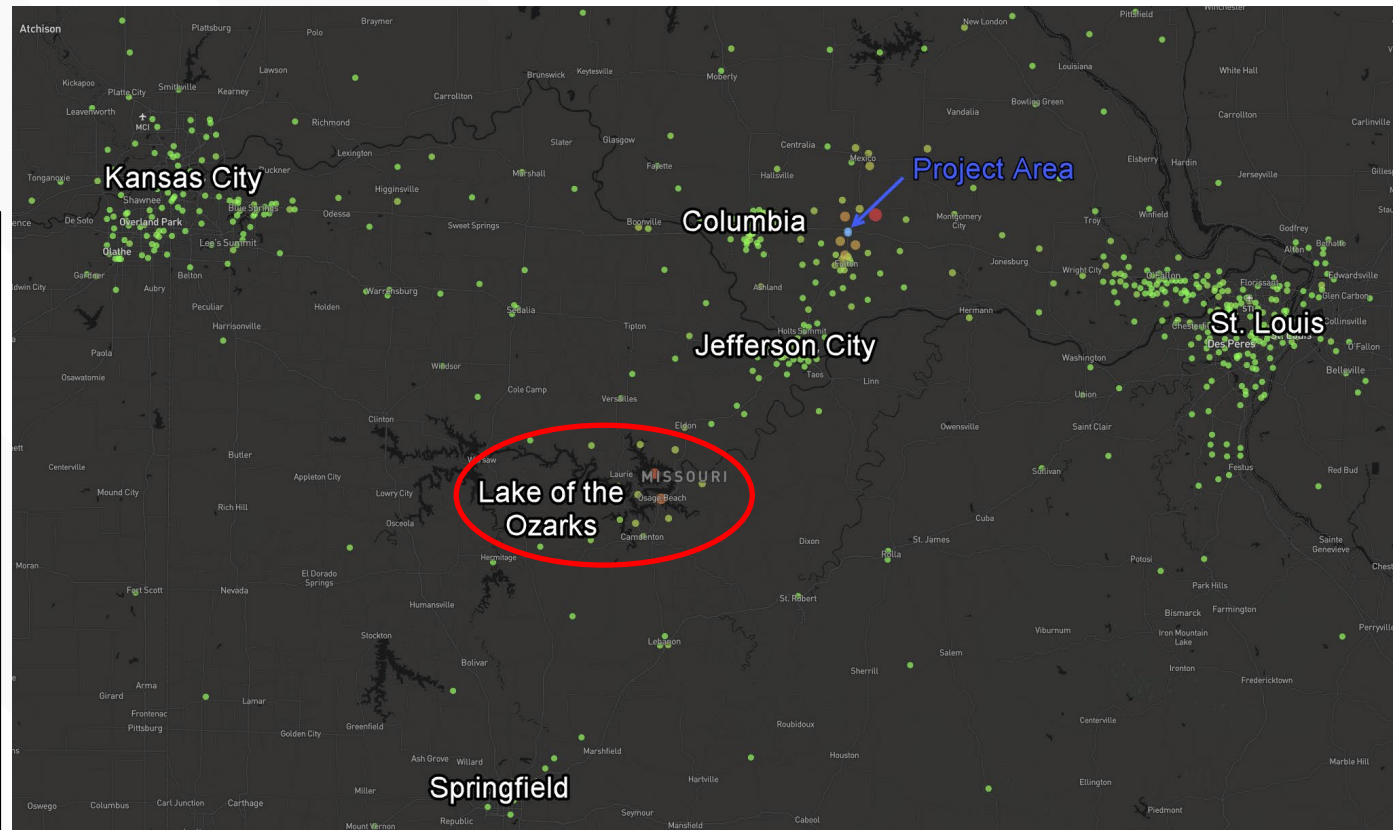 Atchison
Plattsburg
Polo
Braymer
New London
Pittsfield
Winchester
Kickapoo
Platte City
Smithville
Kearney
Lawson
Brunswick
Keytesville
Moberly
Louisiana
White Hall
Leavenworth
MCI
Richmond
Carrollton
Vandalia
Bowling Green
Carrollton
Carlinville
Lexington
Slater
Glasgow
Centralia
Mexico
Elsberry
Hardin
Tonganoxie
Kansas City
Shawnee
Higginsville
Marshall
Fayette
Hallsville
Project Area
Jerseyville
De Soto
Overland Park
Blue Springs
Odessa
Sweet Springs
Boonville
Columbia
Montgomery
City
Troy
Winfield
Godfrey
Olathe
Lee's Summit
Fulton
Jonesburg
Wright City
O'Fallon
Alton
Bethalto
Gardner
Belton
Ashland
Florissant
Edwardsville
Baldwin City
Aubry
Peculiar
Holden
Warrensburg
Sedalia
Hermann
STL
Glen Carbon
Harrisonville
Tipton
Holts Summit
Jefferson City
St. Louis
Des Peres
Collinsville
Paola
Windsor
Taos
Linn
Washington
O'Fallon
Osawatomie
Cole Camp
Versailles
Union
Belleville
Clinton
Eldon
Owensville
Saint Clair
Centerville
Butler
Appleton City
Warsaw
Laurie
MISSOURI
Sullivan
Festus
Red Bud
Mound City
Rich Hill
Lowry City
Lake of the
Ozarks
Osage Beach
Osceola
Camdenton
Dixon
Cuba
St. James
Rolla
Sainte
Genevieve
Moran
Hermitage
Potosi
Fort Scott
Nevada
El Dorado
Springs
Humansville
St. Robert
Park Hills
Bismarck
Farmington
Stockton
Lebanon
Viburnum
Iron Mountain
Lake
Perryville
Bolivar
Sherrill
Salem
Ironton
Arma
Girard
Lamar
Fredericktown
Frontenac
Pittsburg
Golden City
Greenfield
Marshfield
Roubidoux
Centerville
Ash Grove
Willard
Houston
Marble Hill
Miller
Springfield
Hartville
Ellington
Oswego
Columbus
Carl Junction
Carthage
Mount Vernon
Republic
Seymour
Mansfield
Cabool
Piedmont